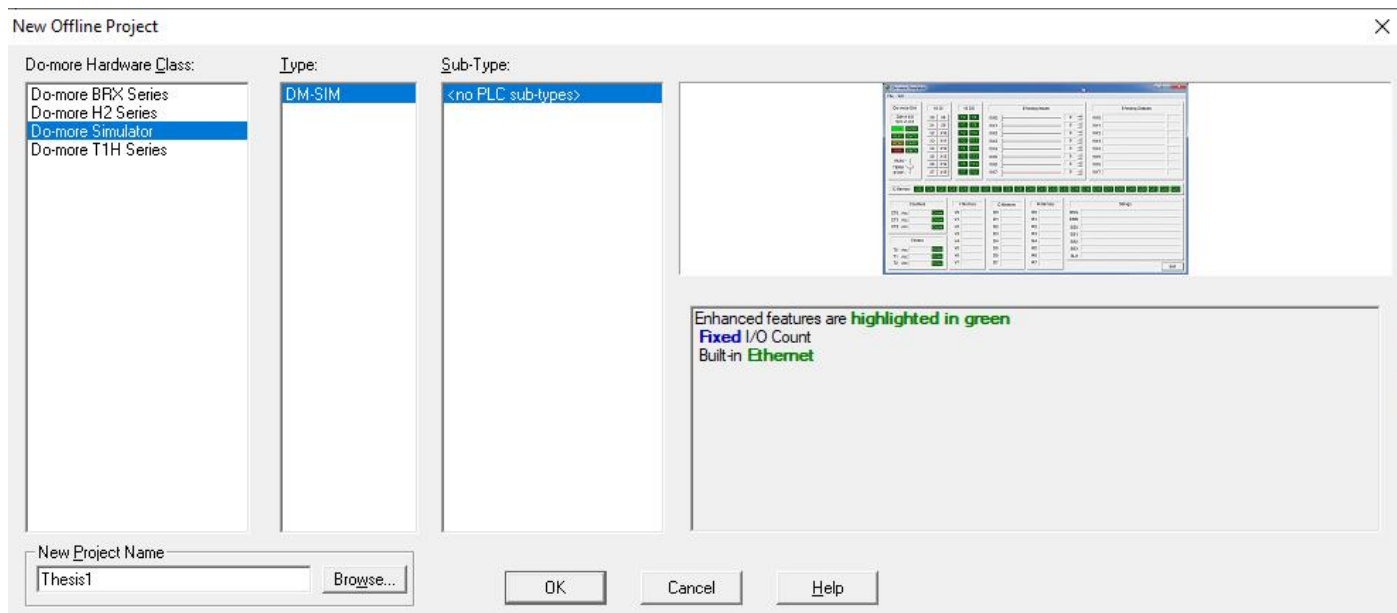 New Offline Project
Do-more Hardware Class:
Type:
Sub-Type:
Do-more BRX Series
Do-more H2 Series
Do-more Simulator
Do-more T1H Series
DM-SIM
<no PLC sub-types>
Enhanced features are highlighted in green
Fixed I/O Count
Built-in Ethernet
New Project Name
Thesis1
Browse...
OK
Cancel
Help